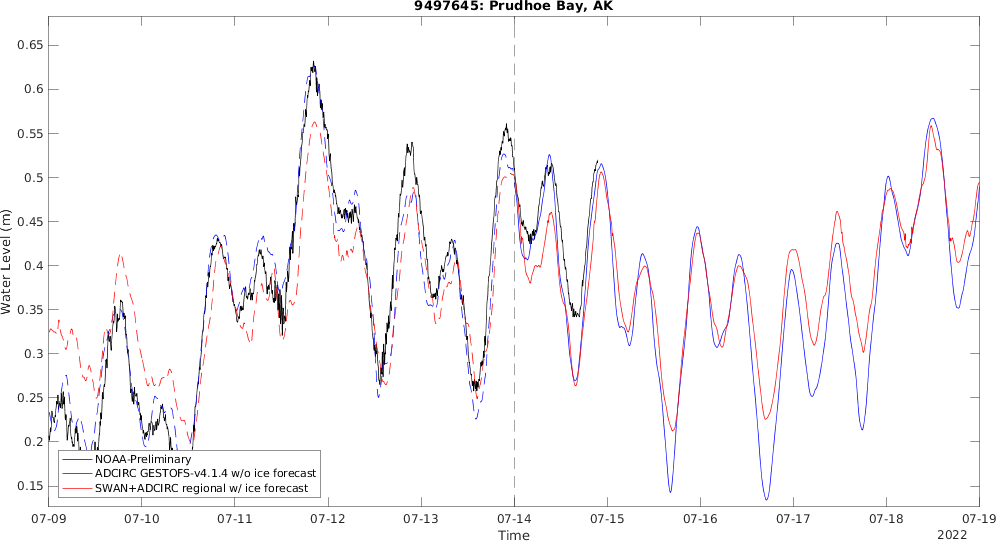 9497645: Prudhoe Bay, AK
0.65
0.6
0.55
0.5
0.45
0.4
0.35
0.3
0.25
0.2
0.15
Water Level (m)
NOAA-Preliminary
ADCIRC GESTOFS-v4.1.4 w/o ice forecast
SWAN+ADCIRC regional w/ ice forecast
07-09 07-10 07-11 07-12 07-13 07-14 07-15 07-16 07-17 07-18 07-19
Time
2022